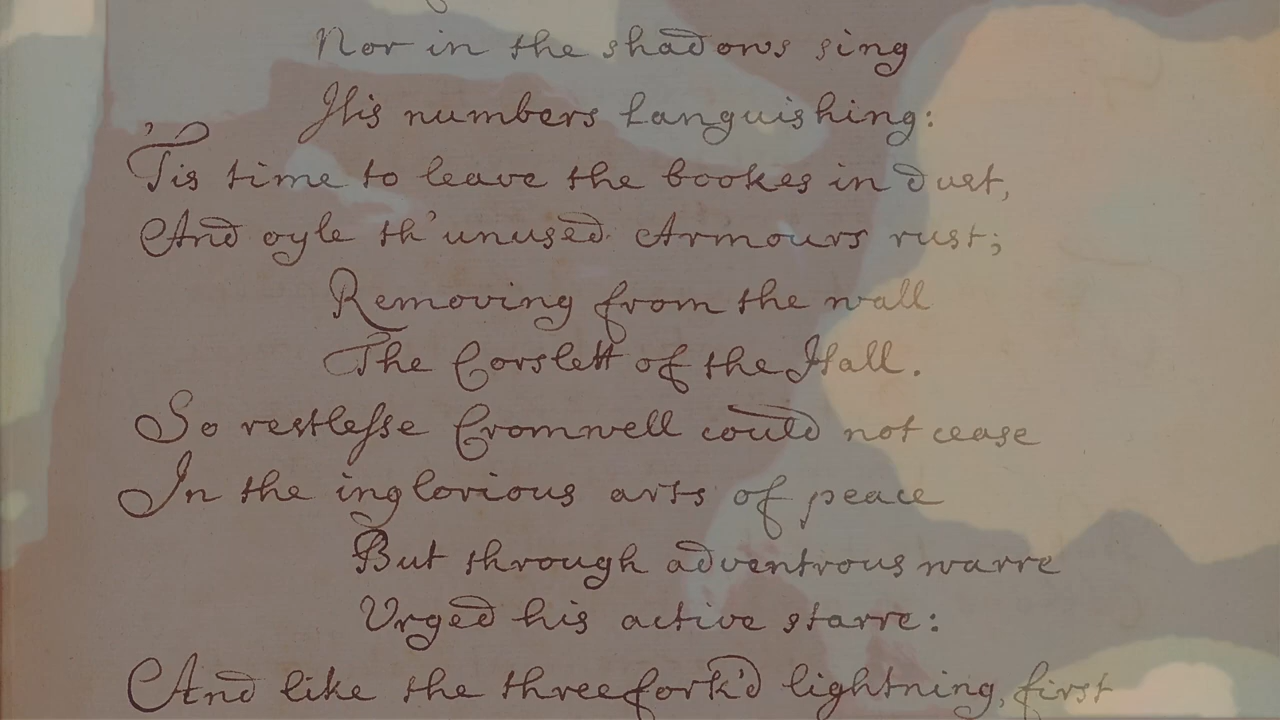 Nor in the shadows sing
His numbers languishing:
'Tis time to leave the bookes in dust,
And oyle th' unused Armours rust;
Removing from the wall
The Corslett of the Hall.
So restlesse Cromwell could not cease
In the inglorious arts of peace
But through adventrous warre
Urged his active starre:
And like the threefork'd lightning, first